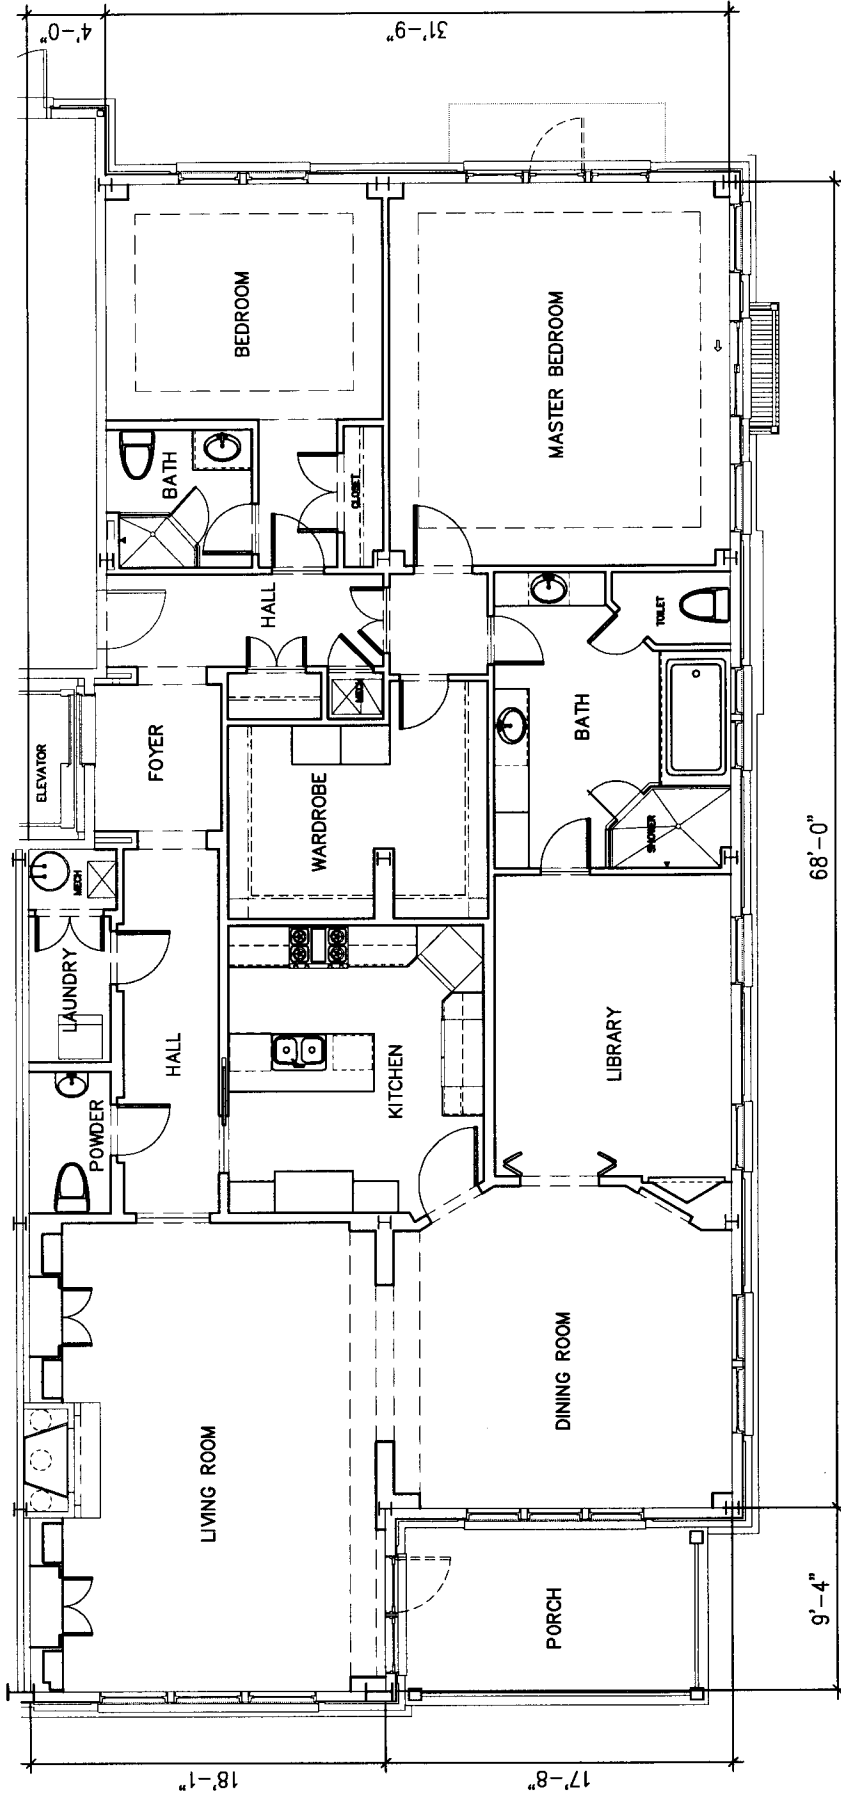 4'-0"
31'-9"
BEDROOM
MASTER BEDROOM
BATH
CLOSET
HALL
TOILET
MECH
BATH
FOYER
ELEVATOR
WARDROBE
SHOWER
MECH
LAUNDRY
HALL
POWDER
KITCHEN
LIBRARY
68'-0"
LIVING ROOM
DINING ROOM
PORCH
9'-4"
18'-1"
17'-8"